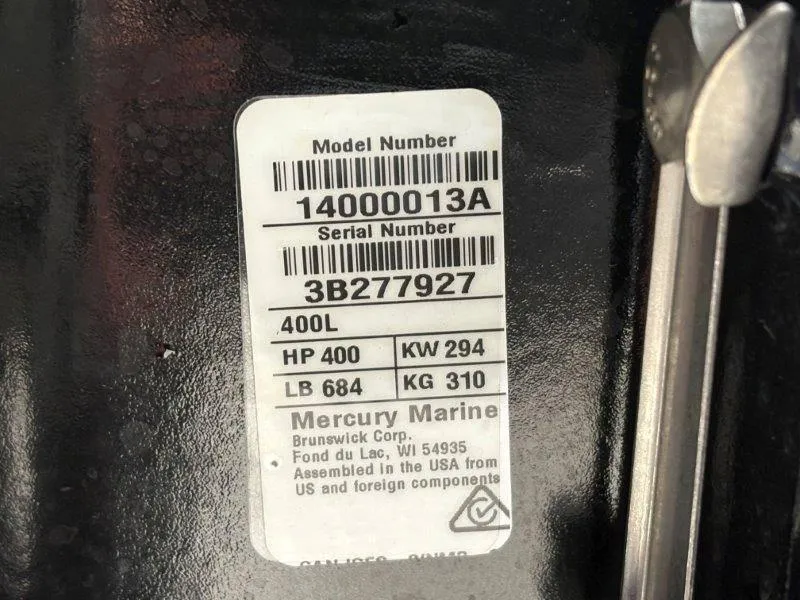 Model Number
14000013A
Serial Number
3B277927
400L
HP 400 KW 294
LB 684 KG 310
Mercury Marine
Brunswick Corp.
Fond du Lac, WI 54935
Assembled in the USA from
US and foreign components